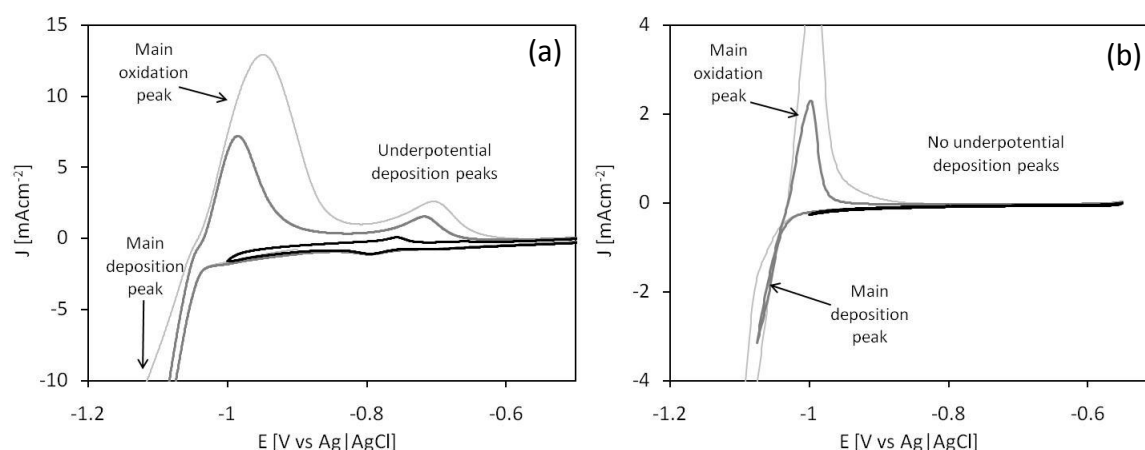 (a)
15
10
5
0
-5
-10
J [mAcm⁻²]
Main
oxidation
peak
Underpotential
deposition peaks
Main
deposition
peak
-1.2
-1
-0.8
-0.6
E [V vs Ag|AgCl]
(b)
4
2
0
-2
-4
J [mAcm⁻²]
Main
oxidation
peak
No underpotential
deposition peaks
Main
deposition
peak
-1.2
-1
-0.8
-0.6
E [V vs Ag|AgCl]